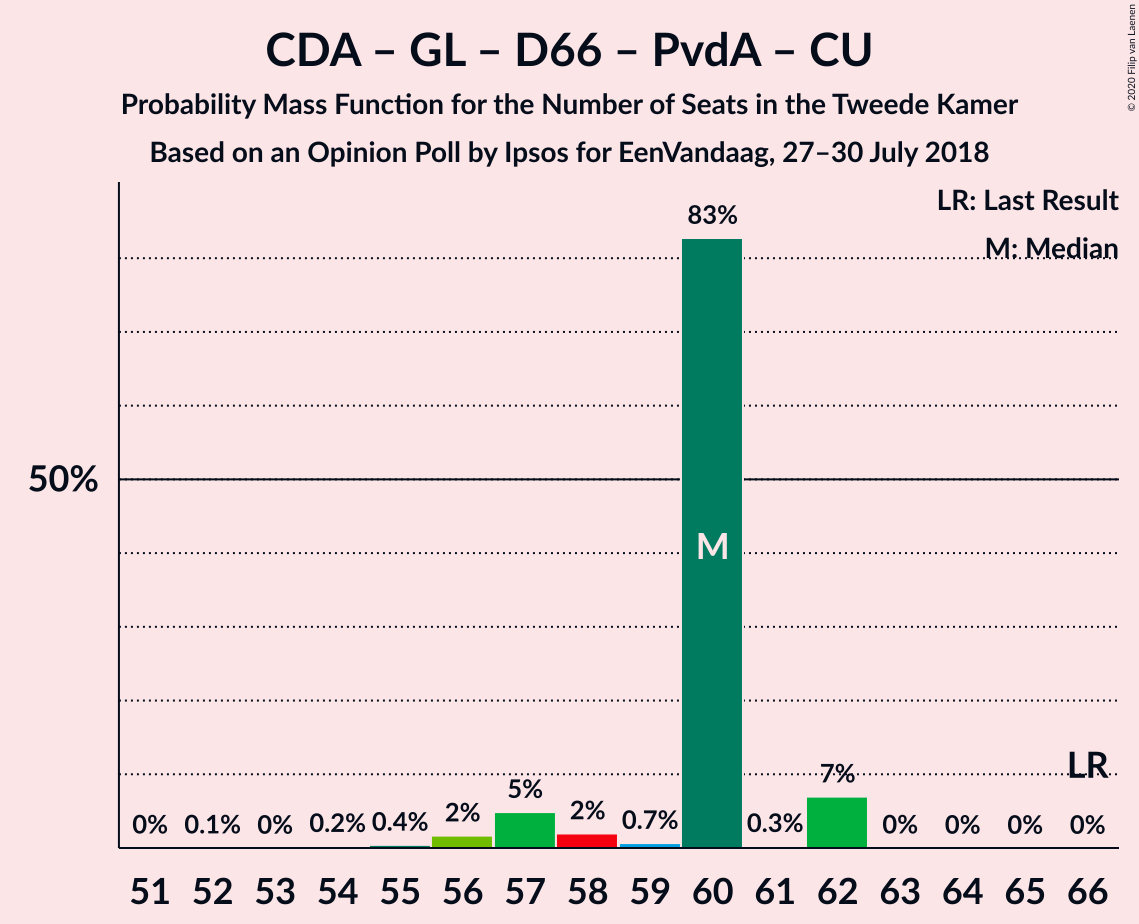 CDA – GL – D66 – PvdA – CU
Probability Mass Function for the Number of Seats in the Tweede Kamer
Based on an Opinion Poll by Ipsos for EenVandaag, 27–30 July 2018
© 2020 Filip van Laenen
LR: Last Result
M: Median
83%
50%
M
LR
0% 0.1% 0% 0.2% 0.4% 2% 5% 2% 0.7% 0.3% 7% 0% 0% 0% 0%
51 52 53 54 55 56 57 58 59 60 61 62 63 64 65 66